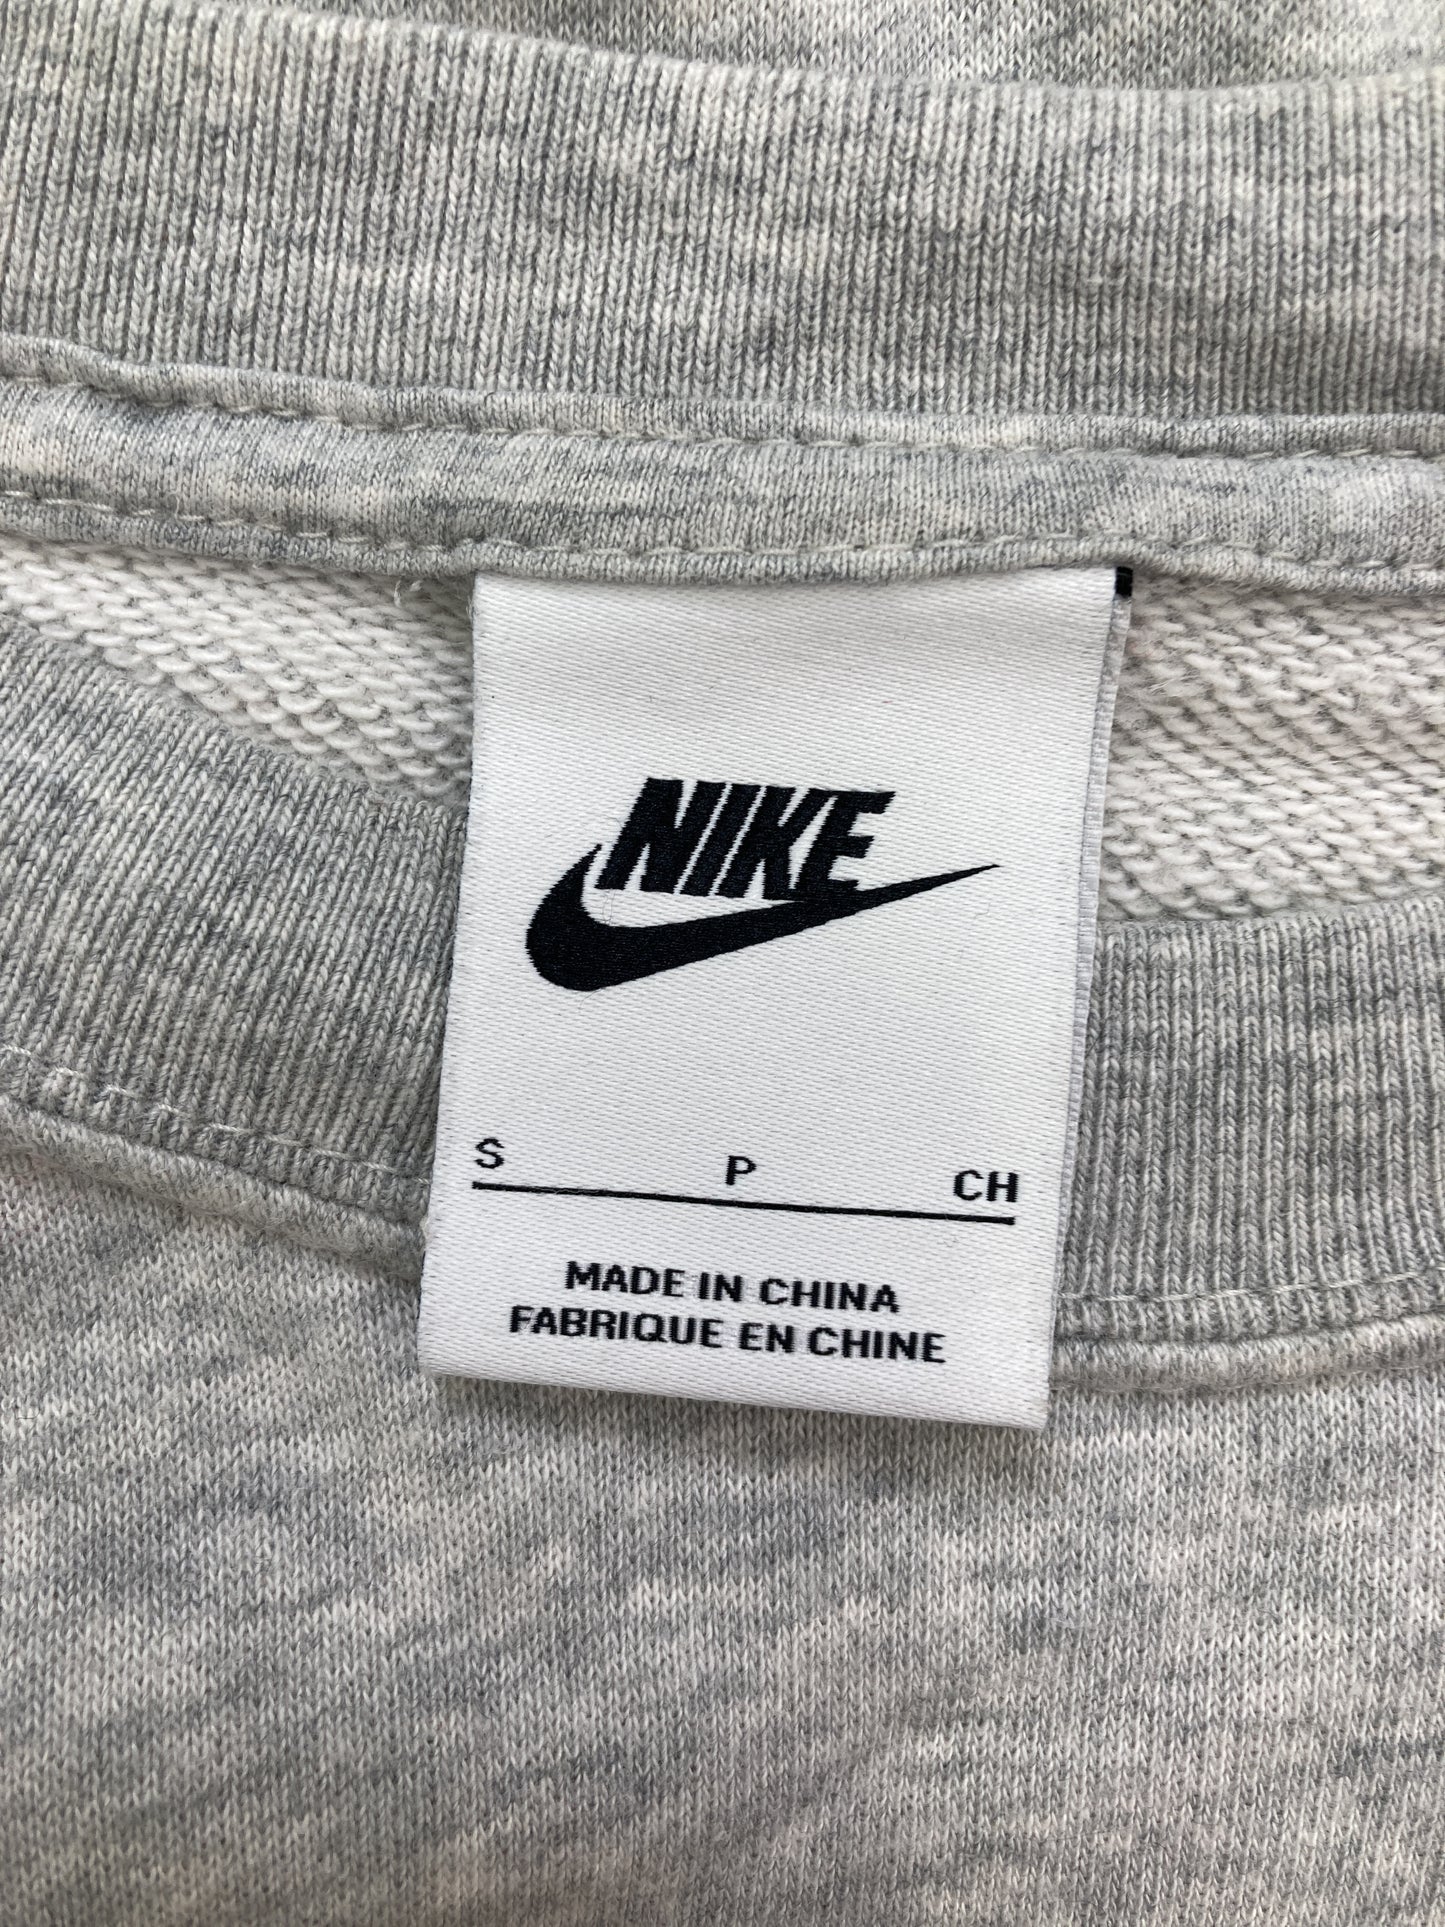 NIKE
S P CH
MADE IN CHINA
FABRIQUE EN CHINE